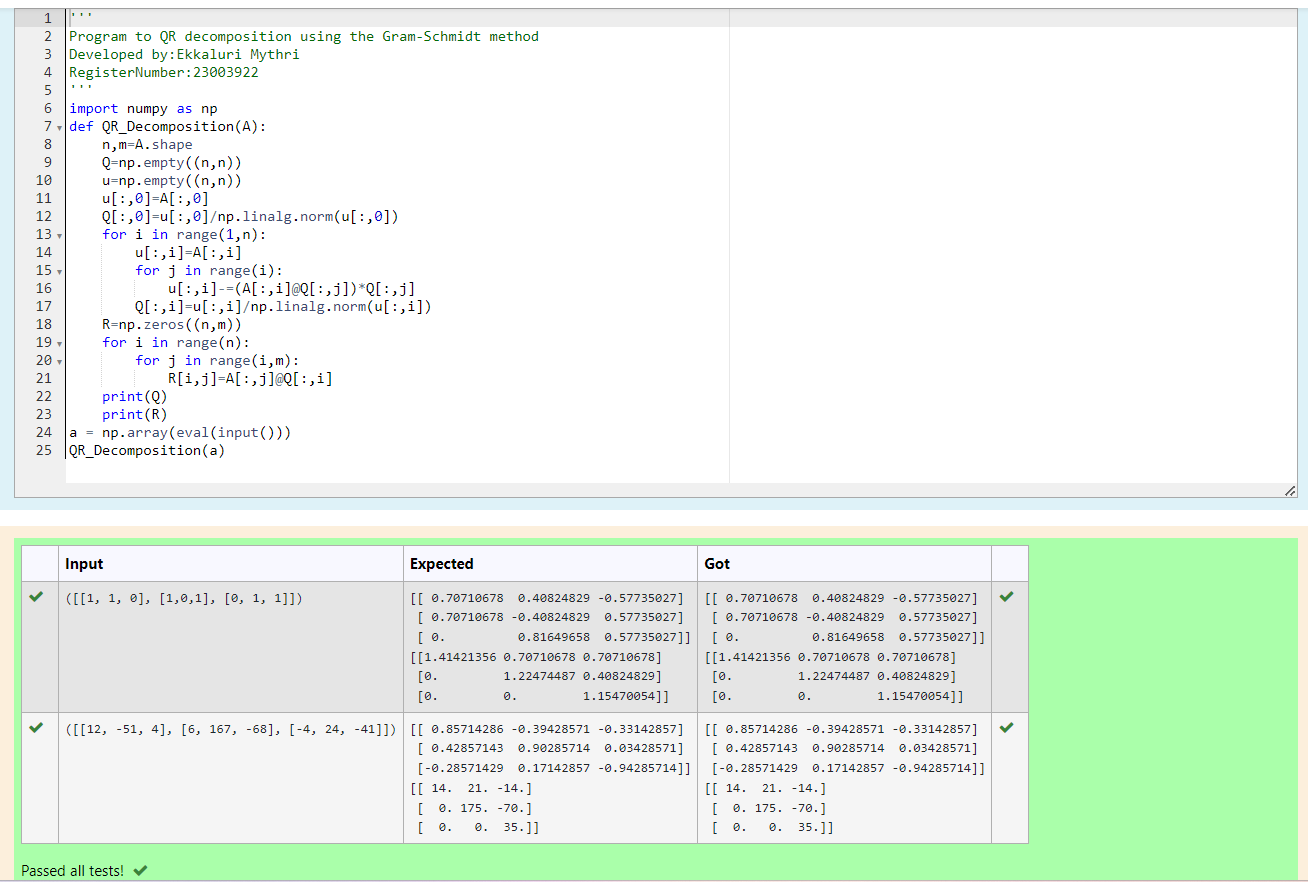 1 '''
2 Program to QR decomposition using the Gram-Schmidt method
3 Developed by:Ekkaluri Mythri
4 RegisterNumber:23003922
5 '''
6 import numpy as np
7 def QR_Decomposition(A):
8     n,m=A.shape
9     Q=np.empty((n,n))
10     u=np.empty((n,n))
11     u[:,0]=A[:,0]
12     Q[:,0]=u[:,0]/np.linalg.norm(u[:,0])
13     for i in range(1,n):
14         u[:,i]=A[:,i]
15         for j in range(i):
16             u[:,i]-=(A[:,i]@Q[:,j])*Q[:,j]
17         Q[:,i]=u[:,i]/np.linalg.norm(u[:,i])
18     R=np.zeros((n,m))
19     for i in range(n):
20         for j in range(i,m):
21             R[i,j]=A[:,j]@Q[:,i]
22     print(Q)
23     print(R)
24 a = np.array(eval(input()))
25 QR_Decomposition(a)
Input Expected Got
([[1, 1, 0], [1,0,1], [0, 1, 1]]) [[ 0.70710678  0.40824829 -0.57735027] [[ 0.70710678  0.40824829 -0.57735027]
[ 0.70710678 -0.40824829  0.57735027] [ 0.70710678 -0.40824829  0.57735027]
[ 0.          0.81649658  0.57735027]] [ 0.          0.81649658  0.57735027]]
[[1.41421356 0.70710678 0.70710678] [[1.41421356 0.70710678 0.70710678]
[0.         1.22474487 0.40824829] [0.         1.22474487 0.40824829]
[0.         0.         1.15470054]] [0.         0.         1.15470054]]
([[12, -51, 4], [6, 167, -68], [-4, 24, -41]]) [[ 0.85714286 -0.39428571 -0.33142857] [[ 0.85714286 -0.39428571 -0.33142857]
[ 0.42857143  0.90285714  0.03428571] [ 0.42857143  0.90285714  0.03428571]
[-0.28571429  0.17142857 -0.94285714]] [-0.28571429  0.17142857 -0.94285714]]
[[ 14.  21. -14.] [[ 14.  21. -14.]
[  0. 175. -70.] [  0. 175. -70.]
[  0.   0.  35.]] [  0.   0.  35.]]
Passed all tests!